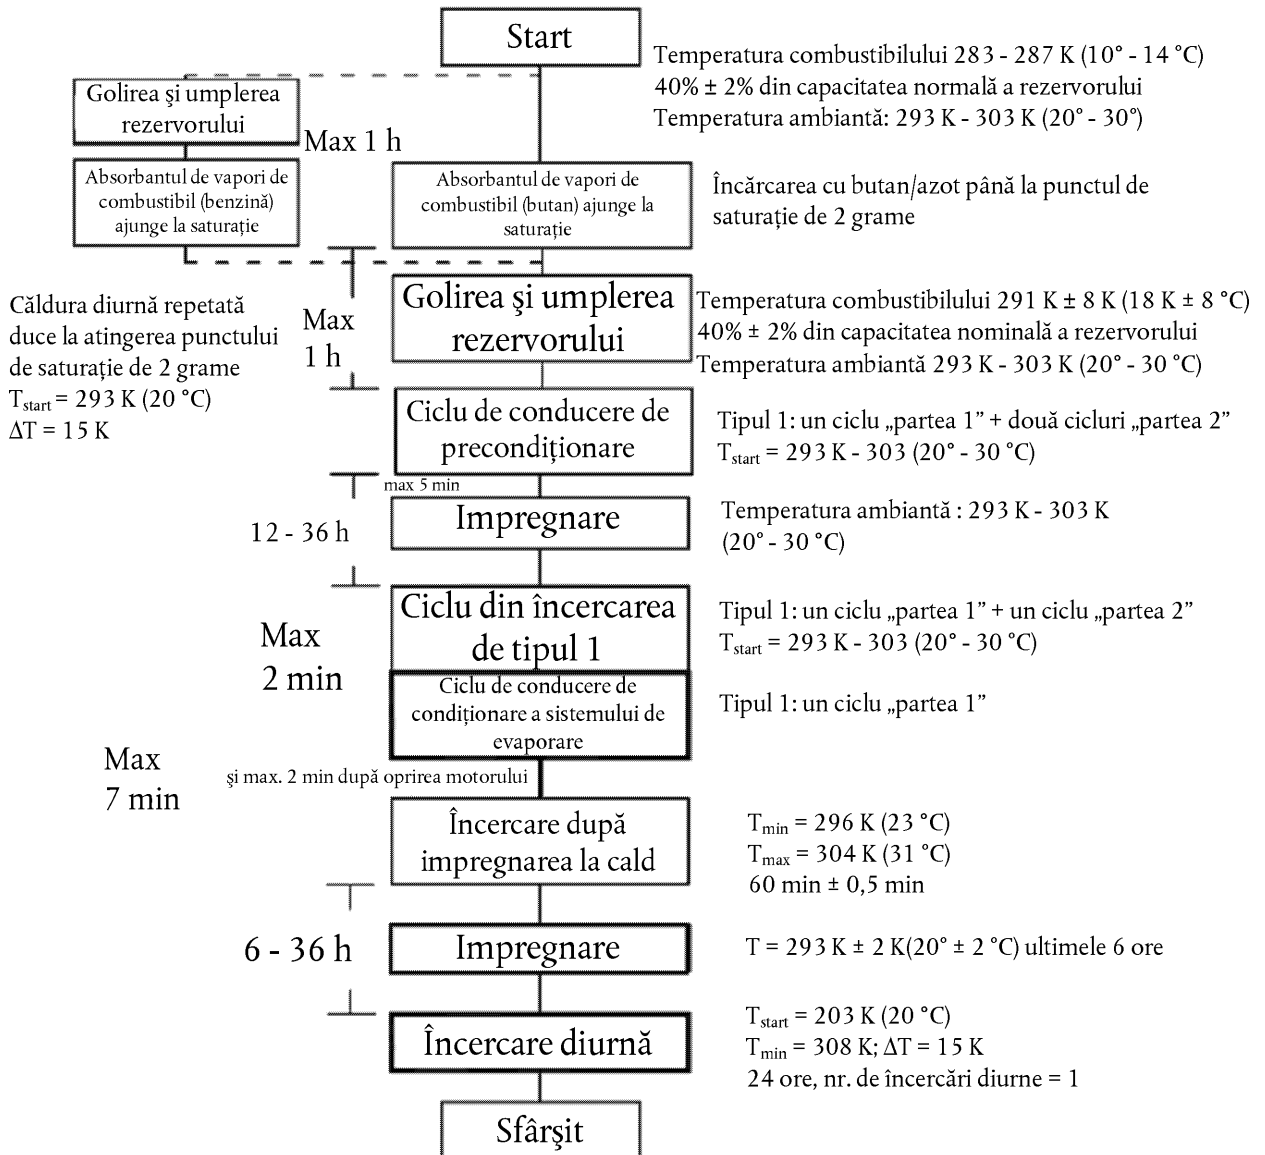 Start
Temperatura combustibilului 283 - 287 K (10° - 14 °C)
40% ± 2% din capacitatea normală a rezervorului
Temperatura ambiantă: 293 K - 303 K (20° - 30°)
Golirea şi umplerea
rezervorului
Max 1 h
Absorbantul de vapori de
combustibil (benzină)
ajunge la saturaţie
Absorbantul de vapori de
combustibil (butan) ajunge la
saturaţie
Încărcarea cu butan/azot până la punctul de
saturaţie de 2 grame
Căldura diurnă repetată
duce la atingerea punctului
de saturaţie de 2 grame
Tstart = 293 K (20 °C)
ΔT = 15 K
Max
1 h
Golirea şi umplerea
rezervorului
Temperatura combustibilului 291 K ± 8 K (18 K ± 8 °C)
40% ± 2% din capacitatea nominală a rezervorului
Temperatura ambiantă 293 K - 303 K (20° - 30 °C)
Ciclu de conducere de
precondiţionare
Tipul 1: un ciclu „partea 1” + două cicluri „partea 2”
Tstart = 293 K - 303 (20° - 30 °C)
max 5 min
12 - 36 h
Impregnare
Temperatura ambiantă : 293 K - 303 K
(20° - 30 °C)
Max
2 min
Ciclu din încercarea
de tipul 1
Tipul 1: un ciclu „partea 1” + un ciclu „partea 2”
Tstart = 293 K - 303 (20° - 30 °C)
Ciclu de conducere de
condiţionare a sistemului de
evaporare
Tipul 1: un ciclu „partea 1”
Max
7 min
şi max. 2 min după oprirea motorului
Încercare după
impregnarea la cald
Tmin = 296 K (23 °C)
Tmax = 304 K (31 °C)
60 min ± 0,5 min
6 - 36 h
Impregnare
T = 293 K ± 2 K(20° ± 2 °C) ultimele 6 ore
Încercare diurnă
Tstart = 203 K (20 °C)
Tmin = 308 K; ΔT = 15 K
24 ore, nr. de încercări diurne = 1
Sfârşit